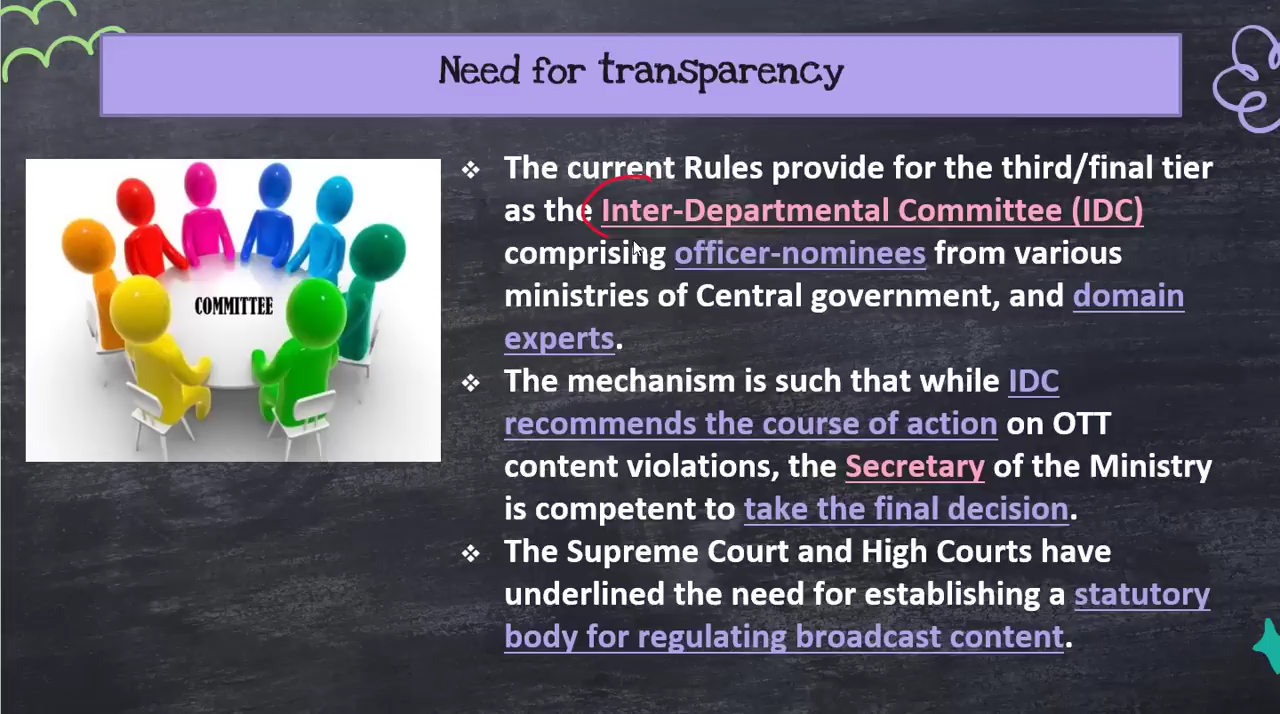 Need for transparency
COMMITTEE
❖ The current Rules provide for the third/final tier
as the Inter-Departmental Committee (IDC)
comprising officer-nominees from various
ministries of Central government, and domain
experts.
❖ The mechanism is such that while IDC
recommends the course of action on OTT
content violations, the Secretary of the Ministry
is competent to take the final decision.
❖ The Supreme Court and High Courts have
underlined the need for establishing a statutory
body for regulating broadcast content.